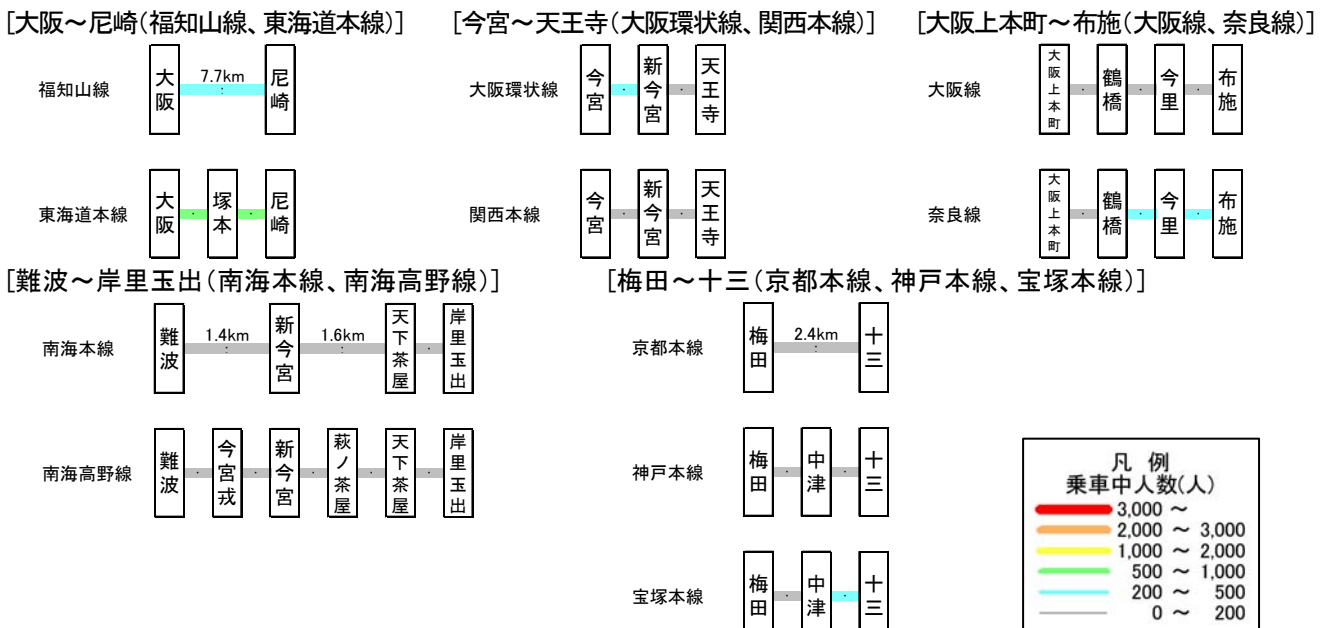 [大阪～尼崎(福知山線、東海道本線)]
[今宮～天王寺(大阪環状線、関西本線)]
[大阪上本町～布施(大阪線、奈良線)]
福知山線
大阪
7.7km
尼崎
大阪環状線
今宮
新今宮
天王寺
大阪線
大阪上本町
鶴橋
今里
布施
東海道本線
大阪
塚本
尼崎
関西本線
今宮
新今宮
天王寺
奈良線
大阪上本町
鶴橋
今里
布施
[難波～岸里玉出(南海本線、南海高野線)]
[梅田～十三(京都本線、神戸本線、宝塚本線)]
南海本線
難波
1.4km
新今宮
1.6km
天下茶屋
岸里玉出
京都本線
梅田
2.4km
十三
南海高野線
難波
今宮戎
新今宮
萩ノ茶屋
天下茶屋
岸里玉出
神戸本線
梅田
中津
十三
宝塚本線
梅田
中津
十三
凡 例
乗車中人数(人)
3,000 ～
2,000 ～ 3,000
1,000 ～ 2,000
500 ～ 1,000
200 ～ 500
0 ～ 200